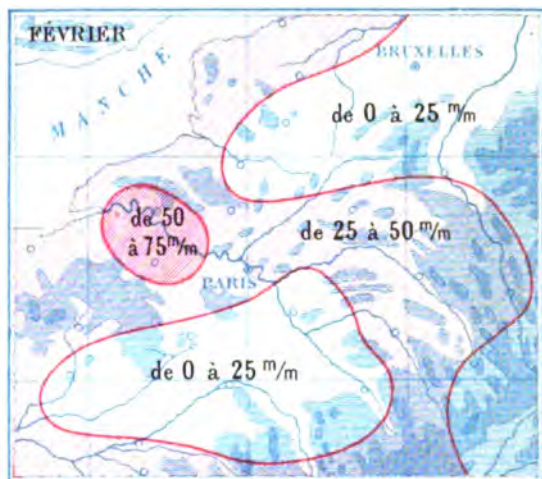 FÉVRIER
MANCHE
BRUXELLES
de 0 à 25 m/m
de 50
à 75 m/m
de 25 à 50 m/m
PARIS
de 0 à 25 m/m